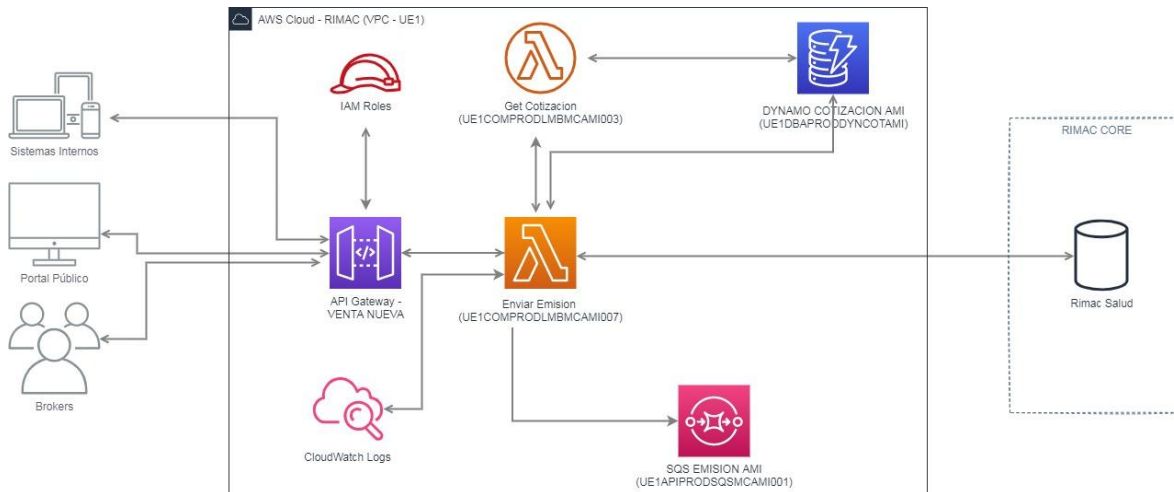 AWS Cloud - RIMAC (VPC - UE1)
IAM Roles
Get Cotizacion
(UE1COMPRODLMBMCAMI003)
DYNAMO COTIZACION AMI
(UE1DBAPRODDYNCOTAMI)
RIMAC CORE
Sistemas Internos
Portal Público
API Gateway -
VENTA NUEVA
Enviar Emision
(UE1COMPRODLMBMCAMI007)
Rimac Salud
Brokers
CloudWatch Logs
SQS EMISION AMI
(UE1APIPRODSQSMCAMI001)